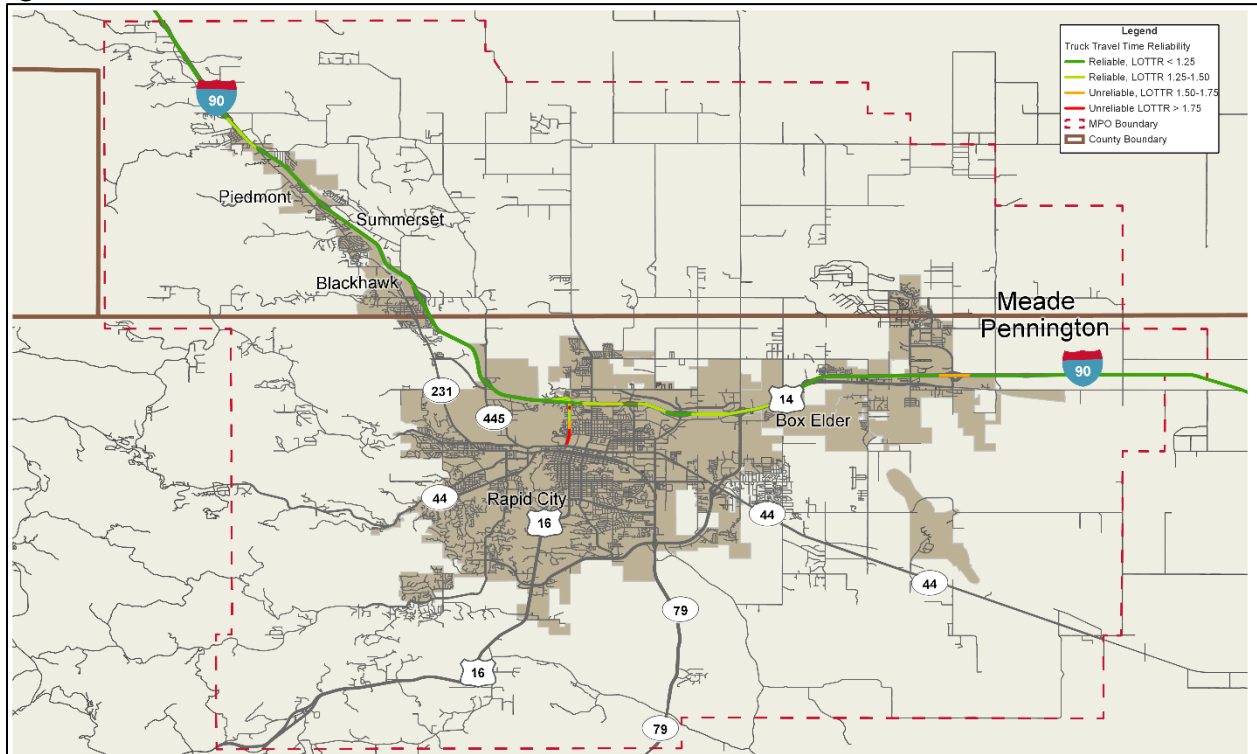 Legend
Truck Travel Time Reliability
Reliable, LOTTR < 1.25
Reliable, LOTTR 1.25-1.50
Unreliable, LOTTR 1.50-1.75
Unreliable LOTTR > 1.75
MPO Boundary
County Boundary
90
Piedmont
Summerset
Blackhawk
Meade
Pennington
90
231
445
14
Box Elder
44
Rapid City
16
44
44
79
16
79